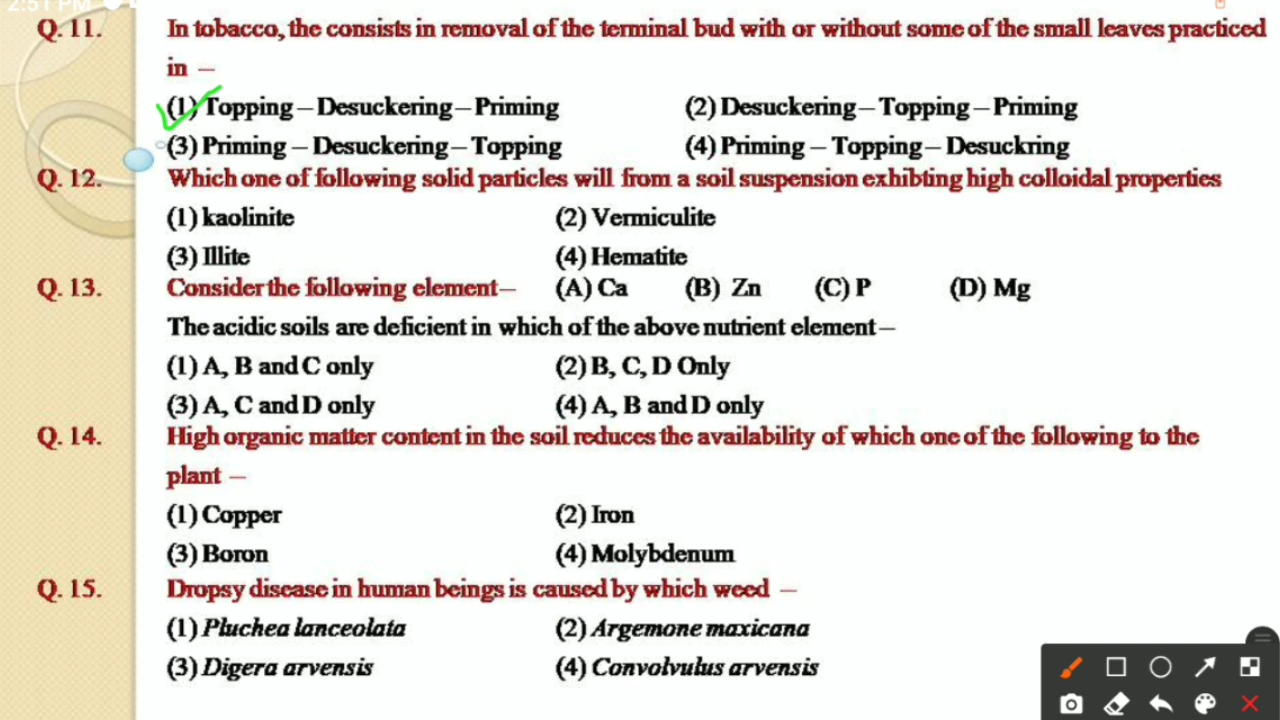 2:51 PM
Q. 11. In tobacco, the consists in removal of the terminal bud with or without some of the small leaves practiced
in –
(1) Topping – Desuckering – Priming (2) Desuckering – Topping – Priming
(3) Priming – Desuckering – Topping (4) Priming – Topping – Desuckring
Q. 12. Which one of following solid particles will from a soil suspension exhibting high colloidal properties
(1) kaolinite (2) Vermiculite
(3) Illite (4) Hematite
Q. 13. Consider the following element– (A) Ca (B) Zn (C) P (D) Mg
The acidic soils are deficient in which of the above nutrient element –
(1) A, B and C only (2) B, C, D Only
(3) A, C and D only (4) A, B and D only
Q. 14. High organic matter content in the soil reduces the availability of which one of the following to the
plant –
(1) Copper (2) Iron
(3) Boron (4) Molybdenum
Q. 15. Dropsy disease in human beings is caused by which weed –
(1) Pluchea lanceolata (2) Argemone maxicana
(3) Digera arvensis (4) Convolvulus arvensis